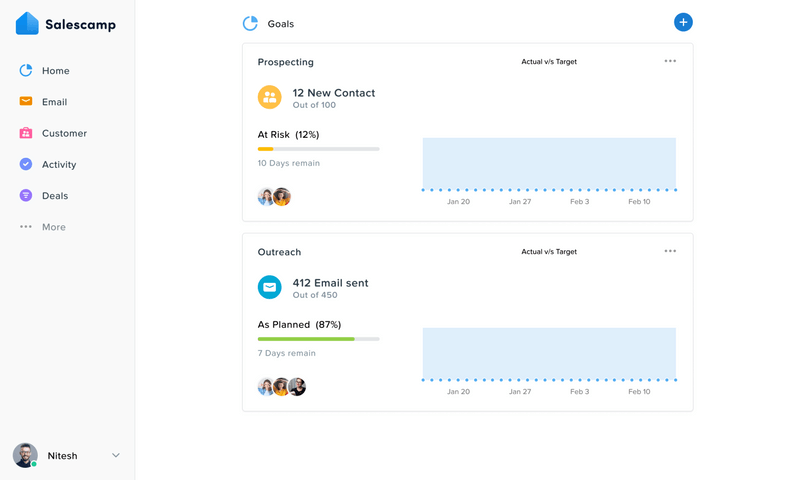 Salescamp
Home
Email
Customer
Activity
Deals
More
Nitesh
Goals
Prospecting
Actual v/s Target
12 New Contact
Out of 100
At Risk (12%)
10 Days remain
Jan 20 Jan 27 Feb 3 Feb 10
Outreach
Actual v/s Target
412 Email sent
Out of 450
As Planned (87%)
7 Days remain
Jan 20 Jan 27 Feb 3 Feb 10